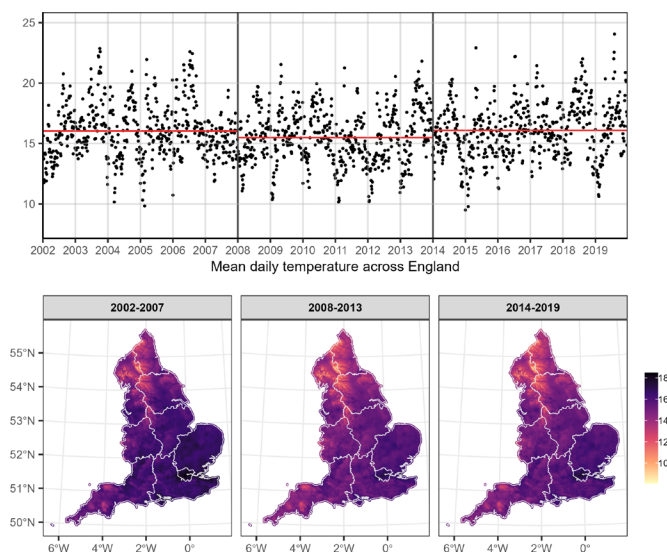 25
20
15
10
2002 2003 2004 2005 2006 2007 2008 2009 2010 2011 2012 2013 2014 2015 2016 2017 2018 2019
Mean daily temperature across England
2002-2007 2008-2013 2014-2019
55°N
54°N
53°N
52°N
51°N
50°N
18
16
14
12
10
6°W 4°W 2°W 0° 6°W 4°W 2°W 0° 6°W 4°W 2°W 0°